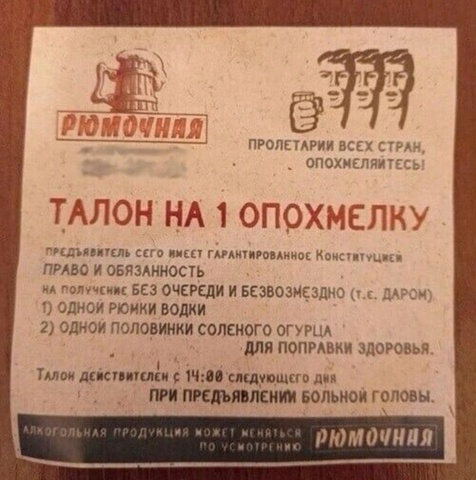 РЮМОЧНАЯ
ПРОЛЕТАРИИ ВСЕХ СТРАН,
ОПОХМЕЛЯЙТЕСЬ!
ТАЛОН НА 1 ОПОХМЕЛКУ
ПРЕДЪЯВИТЕЛЬ СЕГО ИМЕЕТ ГАРАНТИРОВАННОЕ КОНСТИТУЦИЕЙ
ПРАВО И ОБЯЗАННОСТЬ
НА ПОЛУЧЕНИЕ БЕЗ ОЧЕРЕДИ И БЕЗВОЗМЕЗДНО (Т.Е. ДАРОМ)
1) ОДНОЙ РЮМКИ ВОДКИ
2) ОДНОЙ ПОЛОВИНКИ СОЛЕНОГО ОГУРЦА
ДЛЯ ПОПРАВКИ ЗДОРОВЬЯ.
ТАЛОН ДЕЙСТВИТЕЛЕН С 14:00 СЛЕДУЮЩЕГО ДНЯ
ПРИ ПРЕДЪЯВЛЕНИИ БОЛЬНОЙ ГОЛОВЫ.
АЛКОГОЛЬНАЯ ПРОДУКЦИЯ МОЖЕТ МЕНЯТЬСЯ
ПО УСМОТРЕНИЮ
РЮМОЧНАЯ